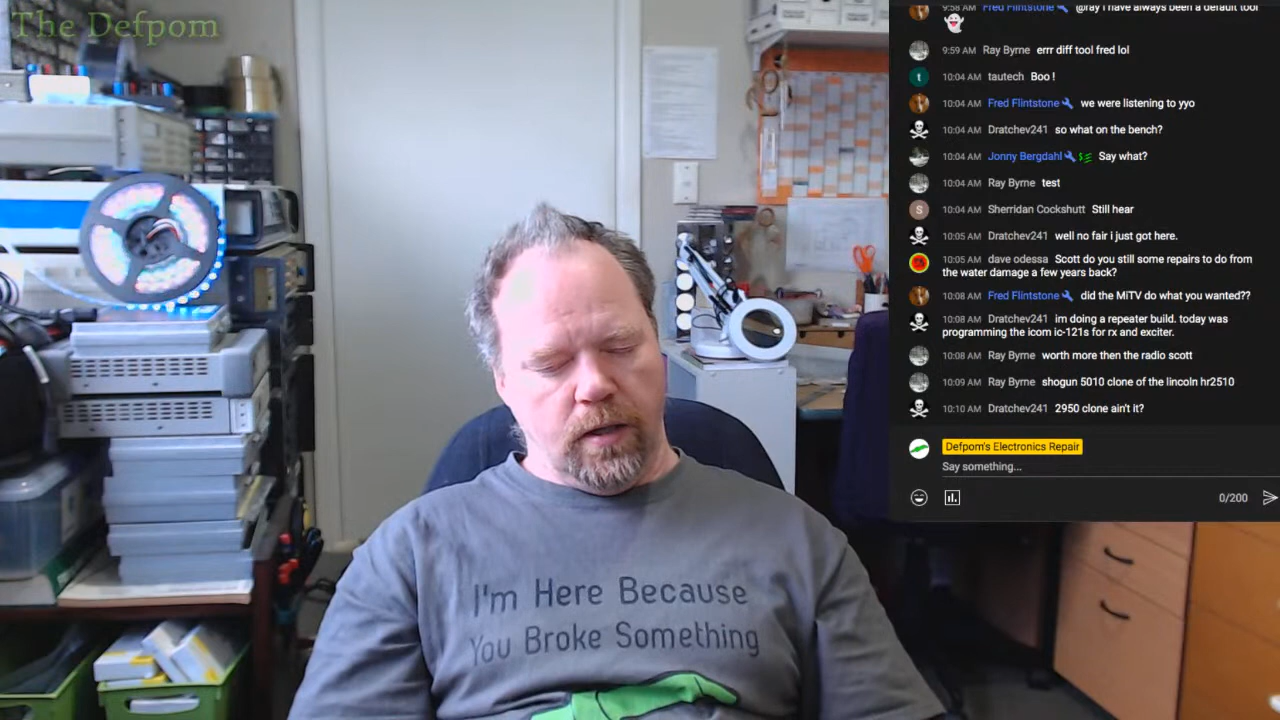 The Defpom
9:58 AM Fred Flintstone @ray i have always been a default tool
9:59 AM Ray Byrne errr diff tool fred lol
t 10:04 AM tautech Boo !
10:04 AM Fred Flintstone we were listening to yyo
10:04 AM Dratchev241 so what on the bench?
10:04 AM Jonny Bergdahl Say what?
10:04 AM Ray Byrne test
S 10:04 AM Sherridan Cockshutt Still hear
10:05 AM Dratchev241 well no fair i just got here.
10:05 AM dave odessa Scott do you still some repairs to do from
the water damage a few years back?
10:08 AM Fred Flintstone did the MiTV do what you wanted??
10:08 AM Dratchev241 im doing a repeater build. today was
programming the icom ic-121s for rx and exciter.
10:08 AM Ray Byrne worth more then the radio scott
10:09 AM Ray Byrne shogun 5010 clone of the lincoln hr2510
10:10 AM Dratchev241 2950 clone ain't it?
Defpom's Electronics Repair
Say something...
0/200
I'm Here Because
You Broke Something